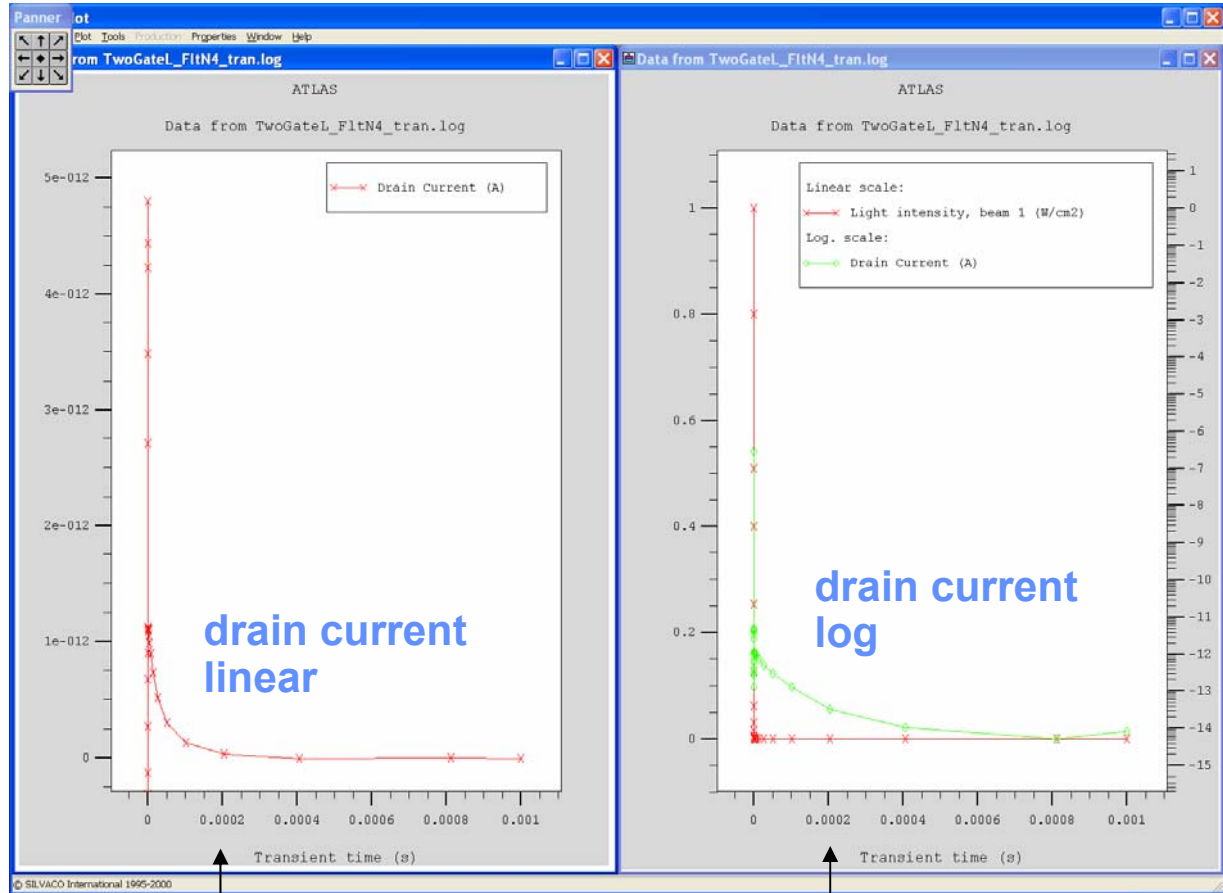 Panner
lot
Plot Tools Production Properties Window Help
rom TwoGateL_FltN4_tran.log
ATLAS
Data from TwoGateL_FltN4_tran.log
Drain Current (A)
5e-012
4e-012
3e-012
2e-012
1e-012
0
drain current
linear
0 0.0002 0.0004 0.0006 0.0008 0.001
Transient time (s)
Data from TwoGateL_FltN4_tran.log
ATLAS
Data from TwoGateL_FltN4_tran.log
Linear scale:
Light intensity, beam 1 (W/cm2)
Log. scale:
Drain Current (A)
1
0.8
0.6
0.4
0.2
0
1
0
-1
-2
-3
-4
-5
-6
-7
-8
-9
-10
-11
-12
-13
-14
-15
drain current
log
0 0.0002 0.0004 0.0006 0.0008 0.001
Transient time (s)
© SILVACO International 1995-2000